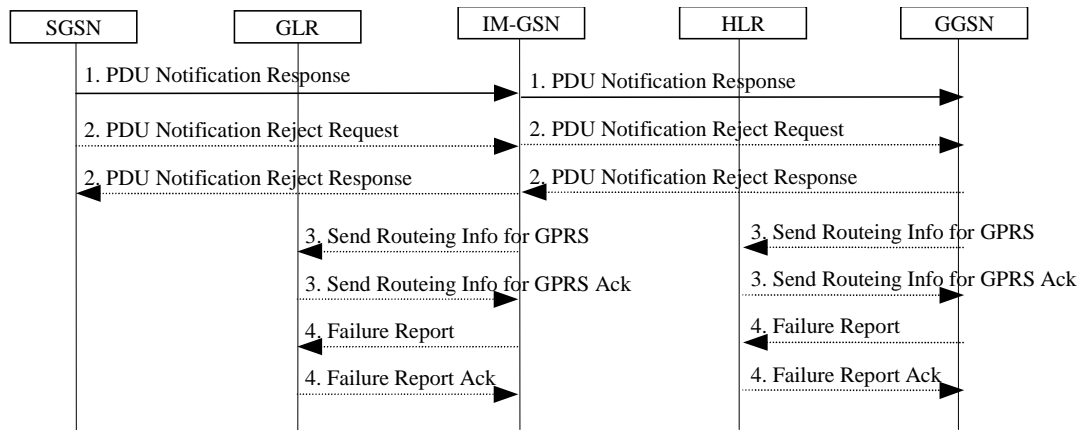 SGSN GLR IM-GSN HLR GGSN
1. PDU Notification Response 1. PDU Notification Response
2. PDU Notification Reject Request 2. PDU Notification Reject Request
2. PDU Notification Reject Response 2. PDU Notification Reject Response
3. Send Routeing Info for GPRS 3. Send Routeing Info for GPRS
3. Send Routeing Info for GPRS Ack 3. Send Routeing Info for GPRS Ack
4. Failure Report 4. Failure Report
4. Failure Report Ack 4. Failure Report Ack